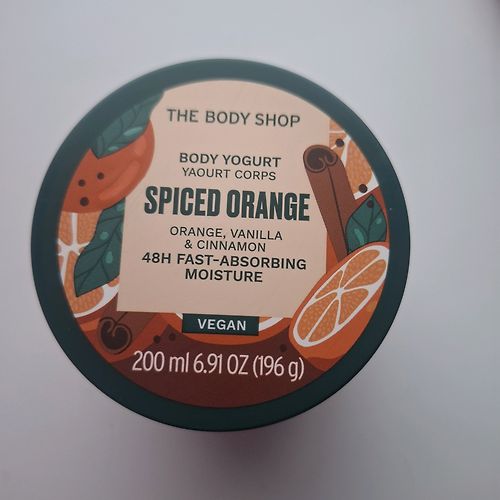 THE BODY SHOP
BODY YOGURT
YAOURT CORPS
SPICED ORANGE
ORANGE, VANILLA
& CINNAMON
48H FAST-ABSORBING
MOISTURE
VEGAN
200 ml 6.91 OZ (196 g)